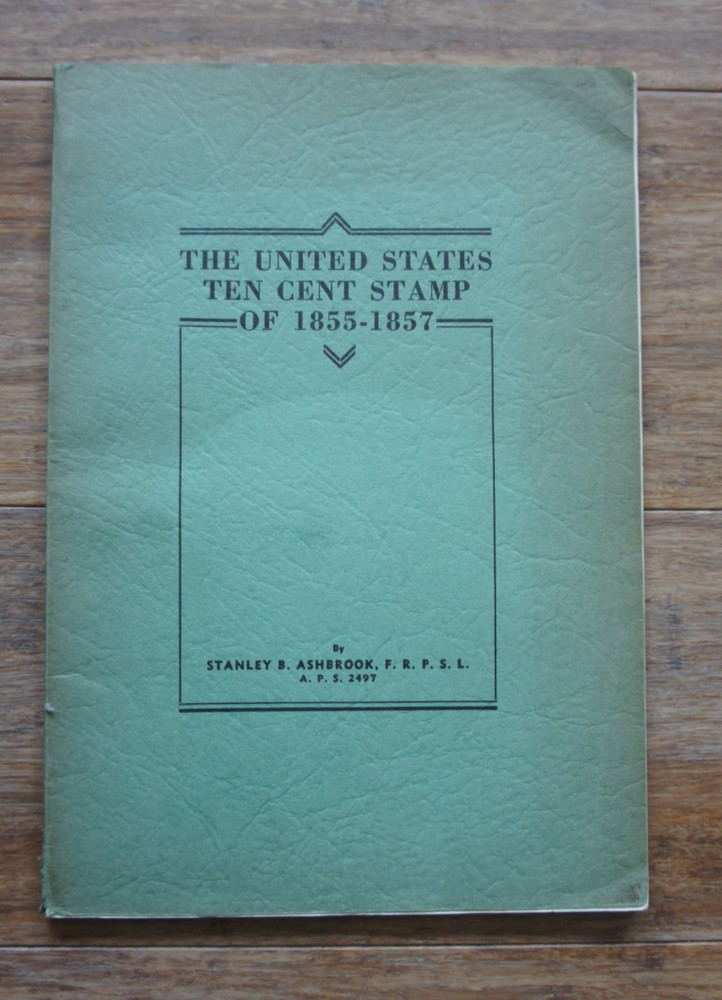 THE UNITED STATES
TEN CENT STAMP
OF 1855-1857
By
STANLEY B. ASHBROOK, F. R. P. S. L.
A. P. S. 2497